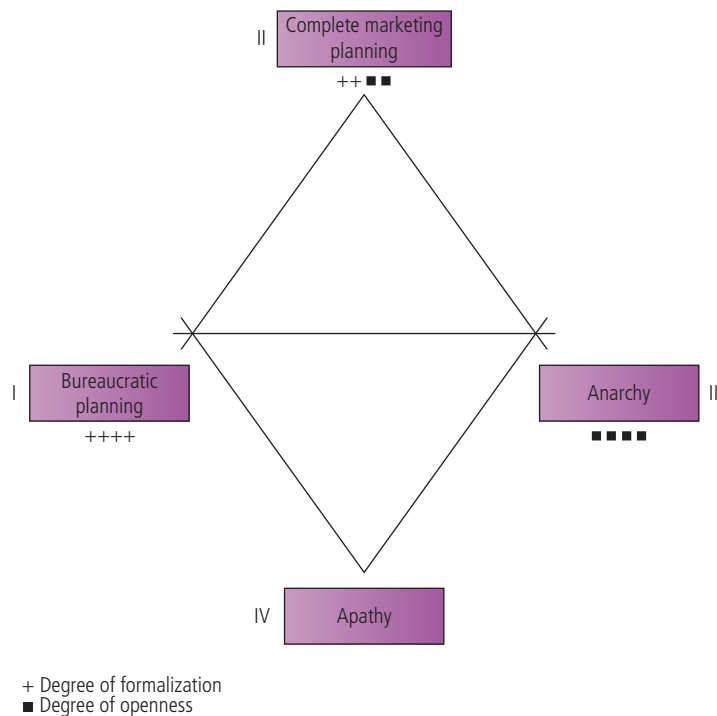 II
Complete marketing
planning
++ ■ ■
I
Bureaucratic
planning
++++
Anarchy
II
■ ■ ■ ■
IV
Apathy
+ Degree of formalization
■ Degree of openness